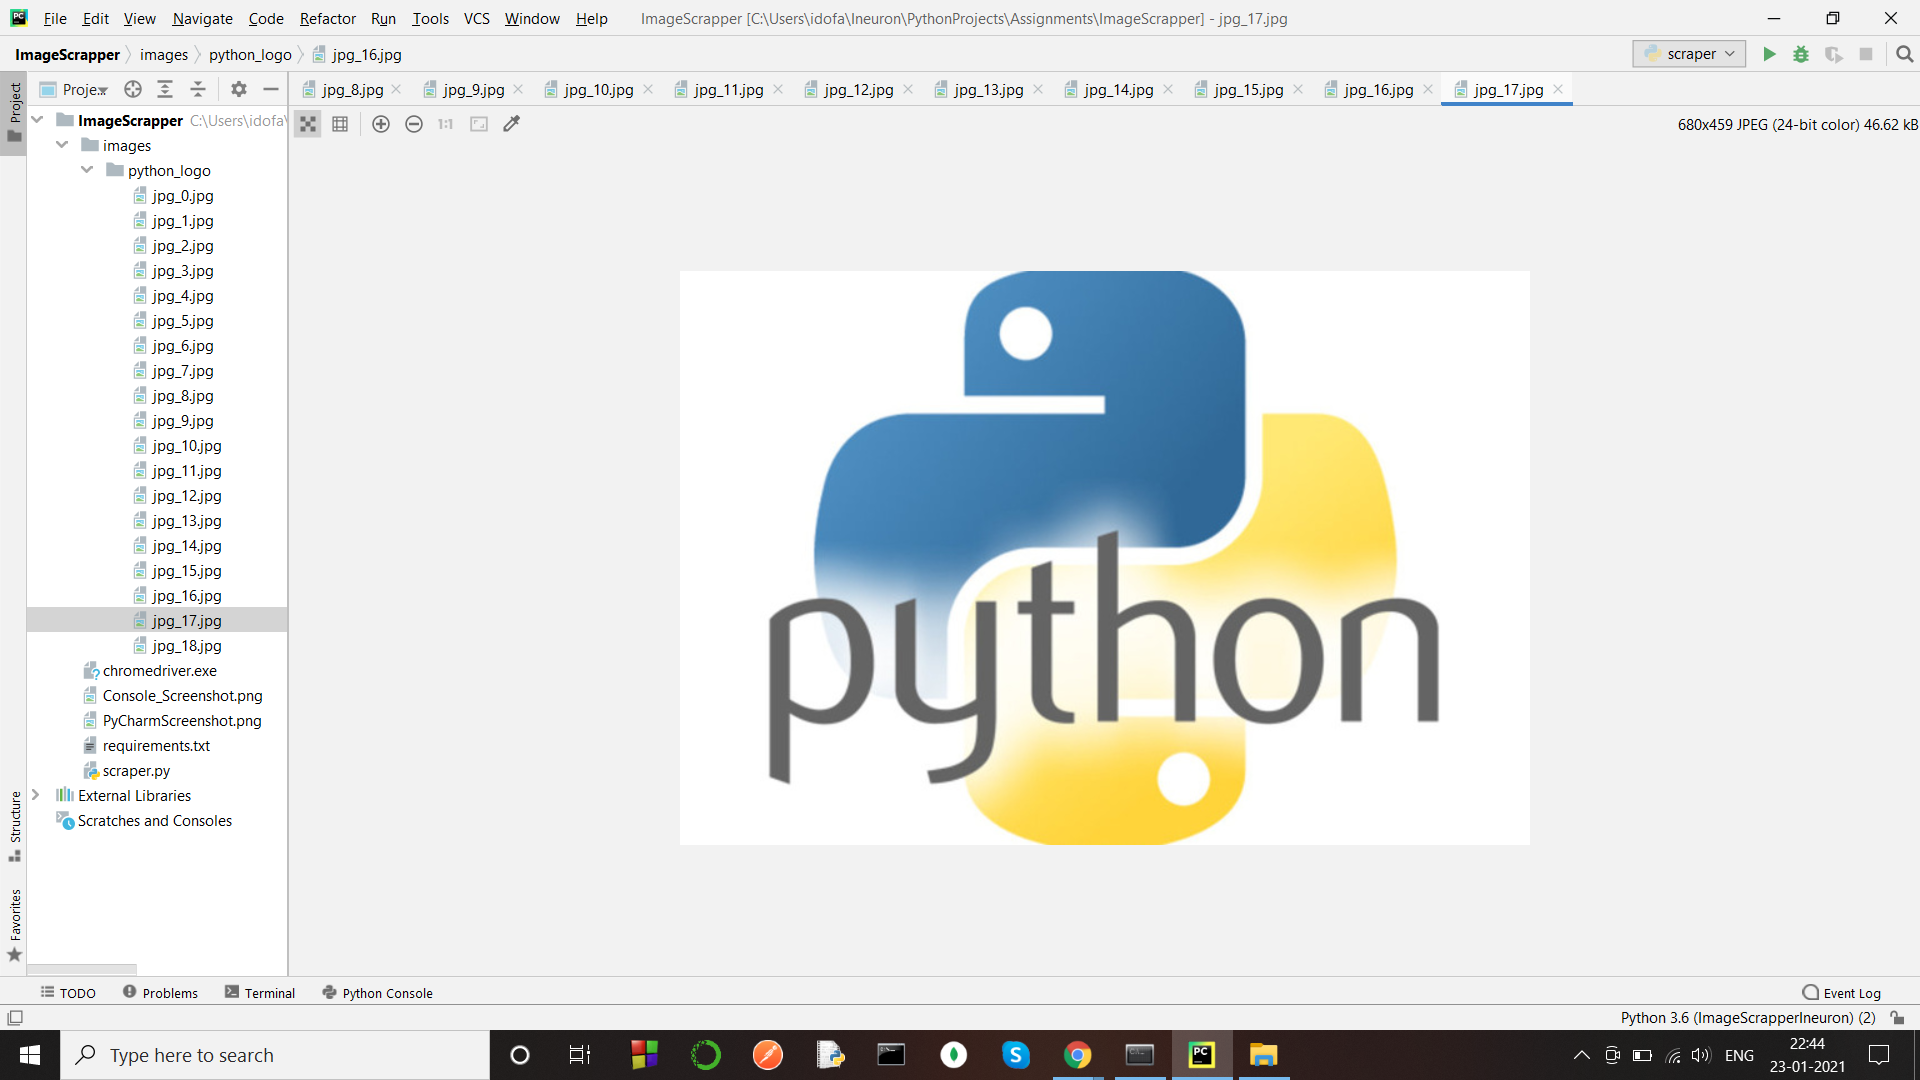 File Edit View Navigate Code Refactor Run Tools VCS Window Help ImageScrapper [C:\Users\idofa\Ineuron\PythonProjects\Assignments\ImageScrapper] - jpg_17.jpg
ImageScrapper images python_logo jpg_16.jpg scraper
Project
Proje... jpg_8.jpg jpg_9.jpg jpg_10.jpg jpg_11.jpg jpg_12.jpg jpg_13.jpg jpg_14.jpg jpg_15.jpg jpg_16.jpg jpg_17.jpg
1:1 680x459 JPEG (24-bit color) 46.62 kB
ImageScrapper C:\Users\idofa\
images
python_logo
jpg_0.jpg
jpg_1.jpg
jpg_2.jpg
jpg_3.jpg
jpg_4.jpg
jpg_5.jpg
jpg_6.jpg
jpg_7.jpg
jpg_8.jpg
jpg_9.jpg
jpg_10.jpg
jpg_11.jpg
jpg_12.jpg
jpg_13.jpg
jpg_14.jpg
jpg_15.jpg
jpg_16.jpg
jpg_17.jpg
jpg_18.jpg
chromedriver.exe
Console_Screenshot.png
PyCharmScreenshot.png
requirements.txt
scraper.py
External Libraries
Scratches and Consoles
python
Structure
Favorites
TODO Problems Terminal Python Console Event Log
Python 3.6 (ImageScrapperIneuron) (2)
Type here to search ENG 22:44
23-01-2021